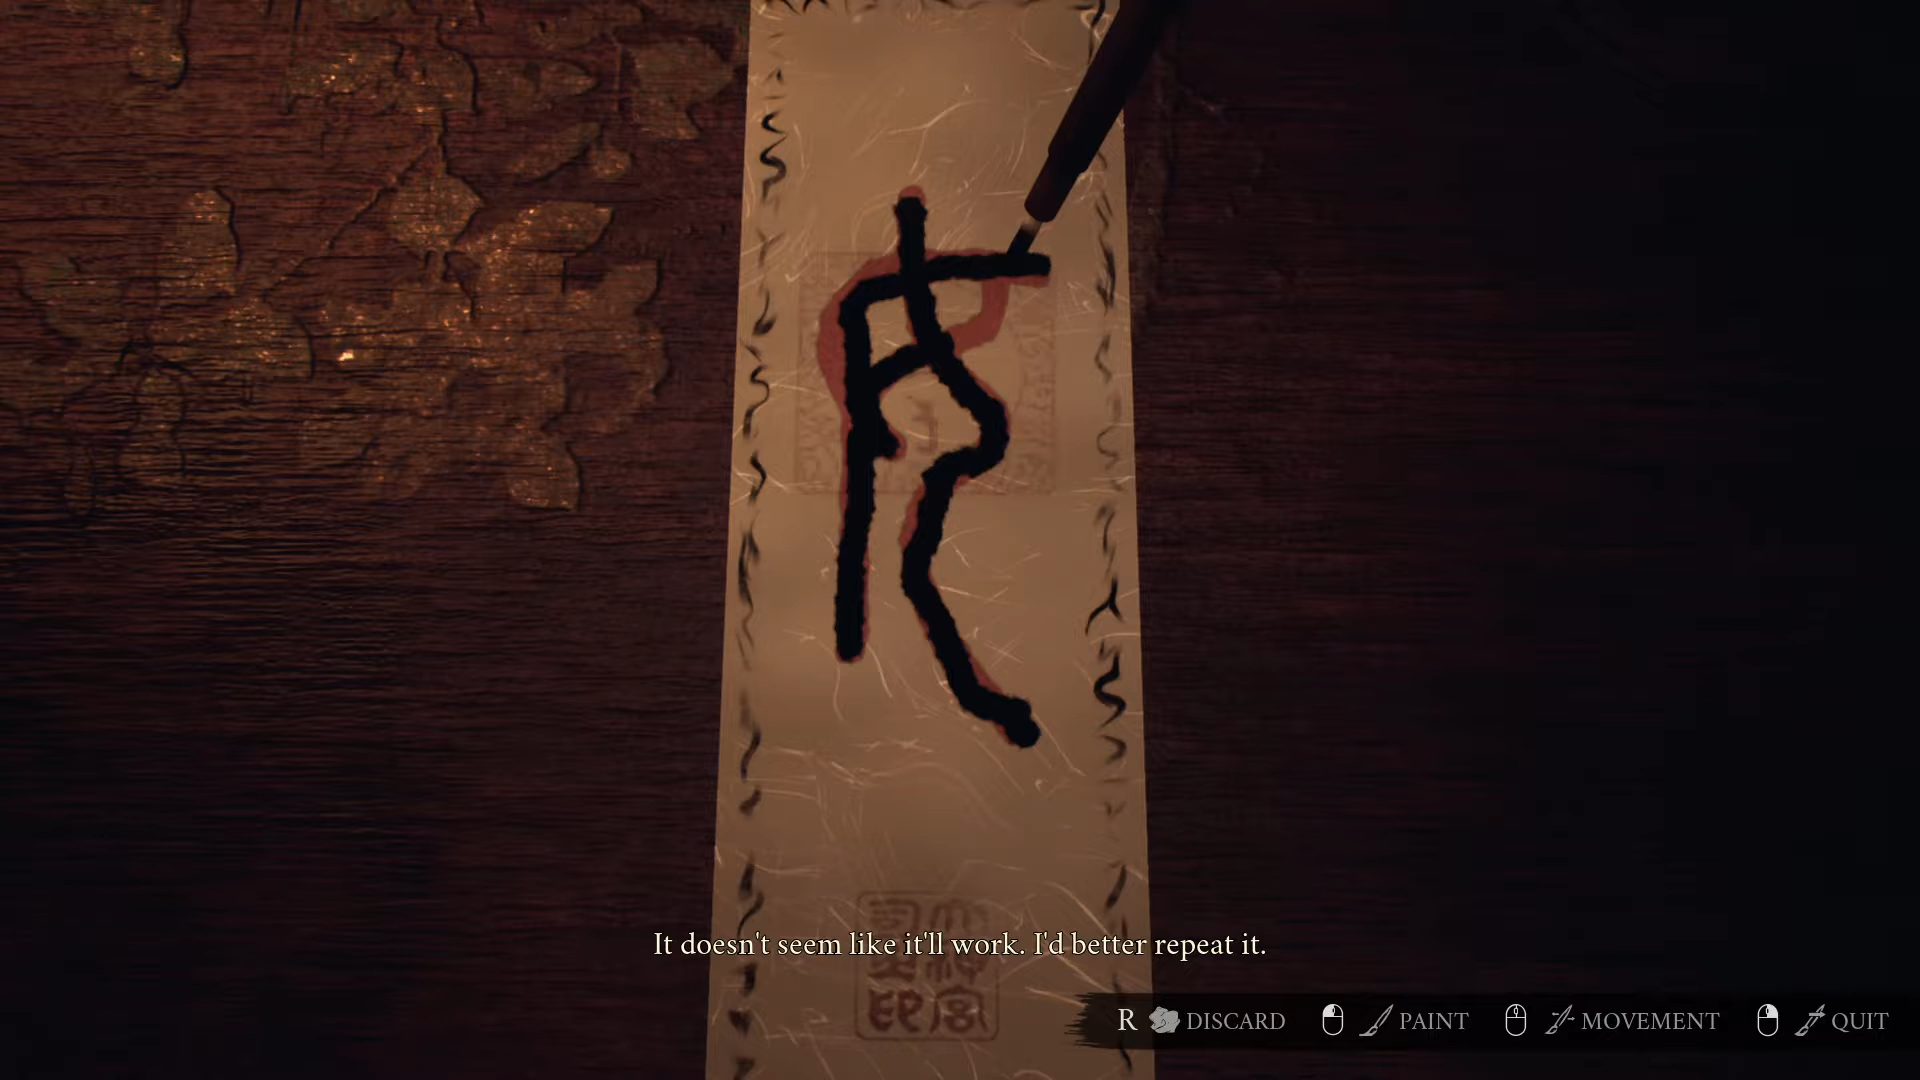 It doesn't seem like it'll work. I'd better repeat it.
R DISCARD PAINT MOVEMENT QUIT